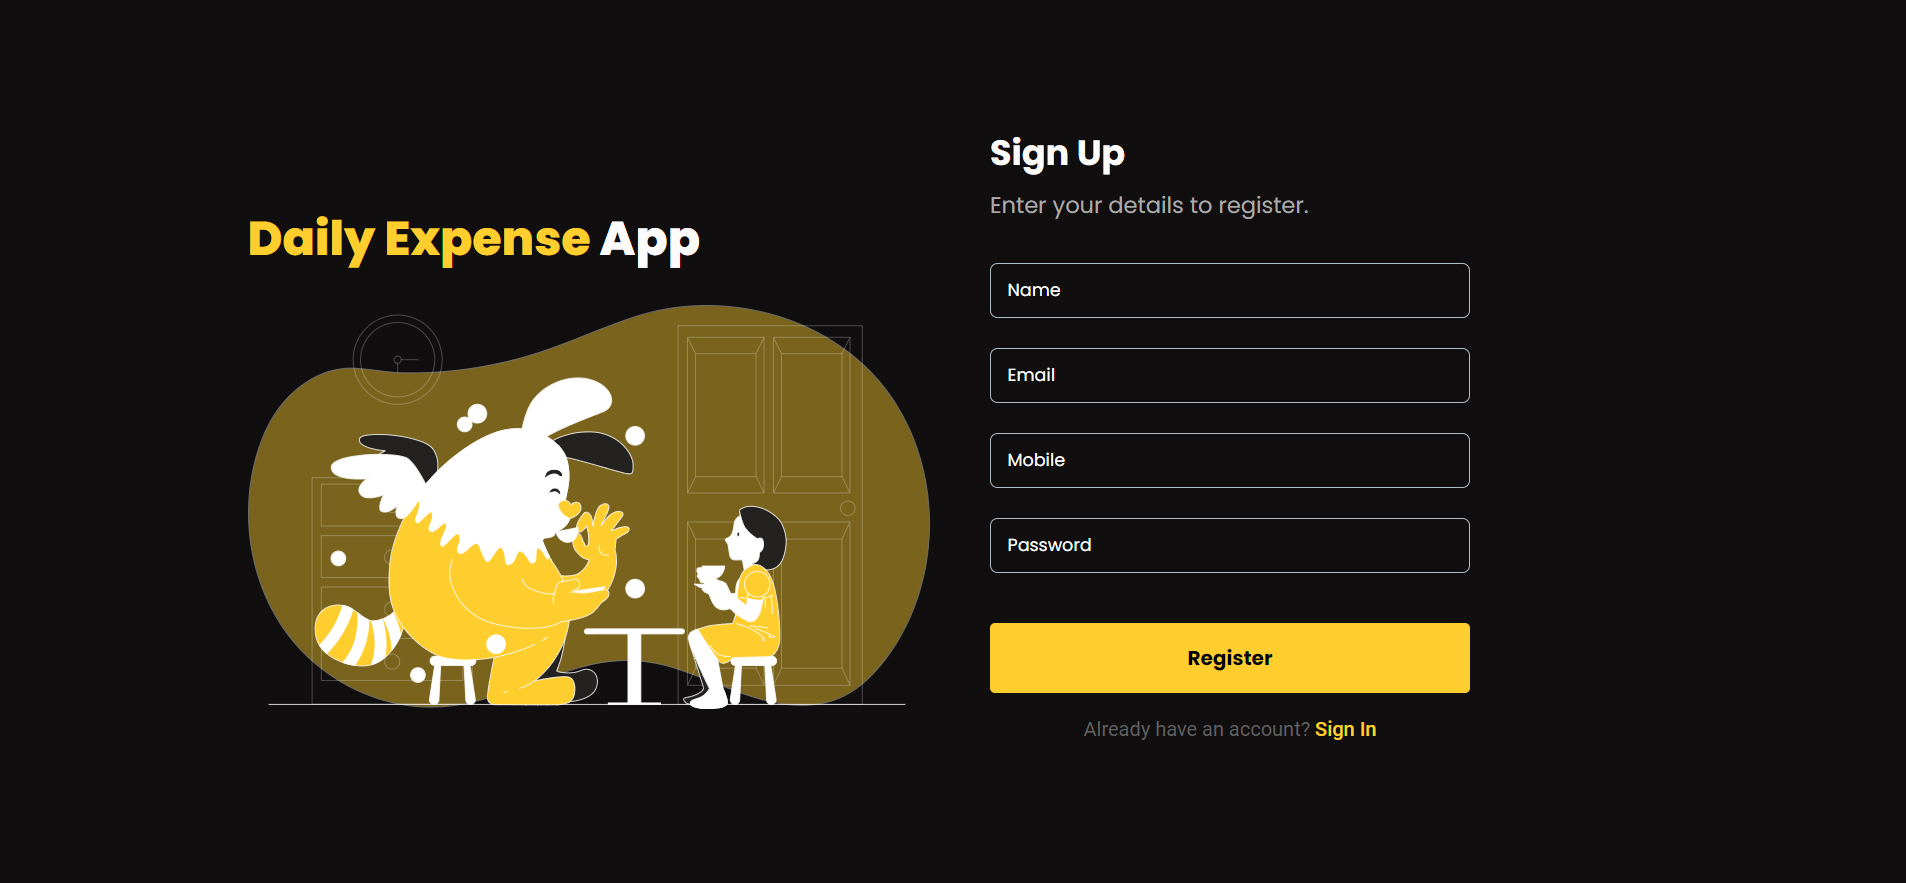 Daily Expense App
Sign Up
Enter your details to register.
Name
Email
Mobile
Password
Register
Already have an account? Sign In